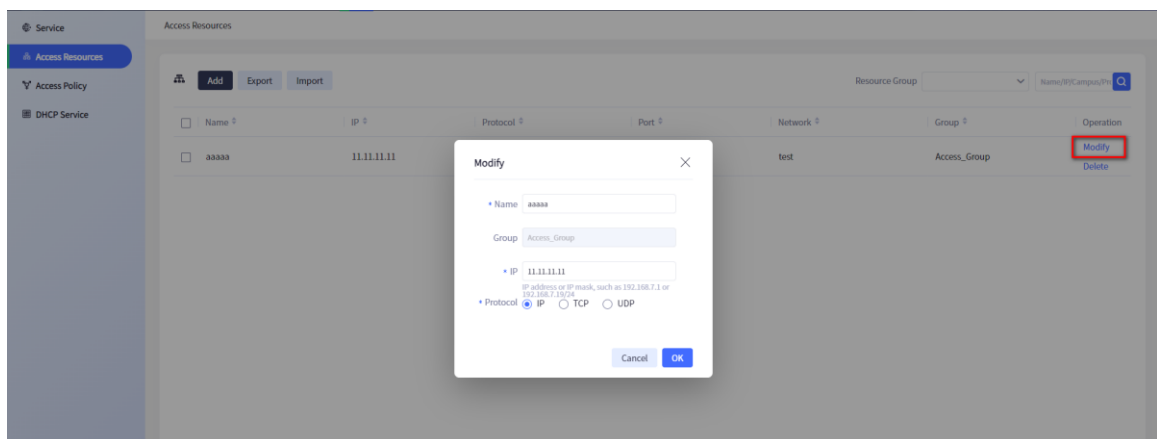 Service
Access Resources
Access Resources
Access Policy
DHCP Service
Add Export Import
Resource Group
Name/IP/Campus/Pr
Name IP Protocol Port Network Group Operation
aaaaa 11.11.11.11 test Access_Group Modify
Delete
Modify
* Name aaaaa
Group Access_Group
* IP 11.11.11.11
IP address or IP mask, such as 192.168.7.1 or
192.168.7.19/24
* Protocol IP TCP UDP
Cancel OK